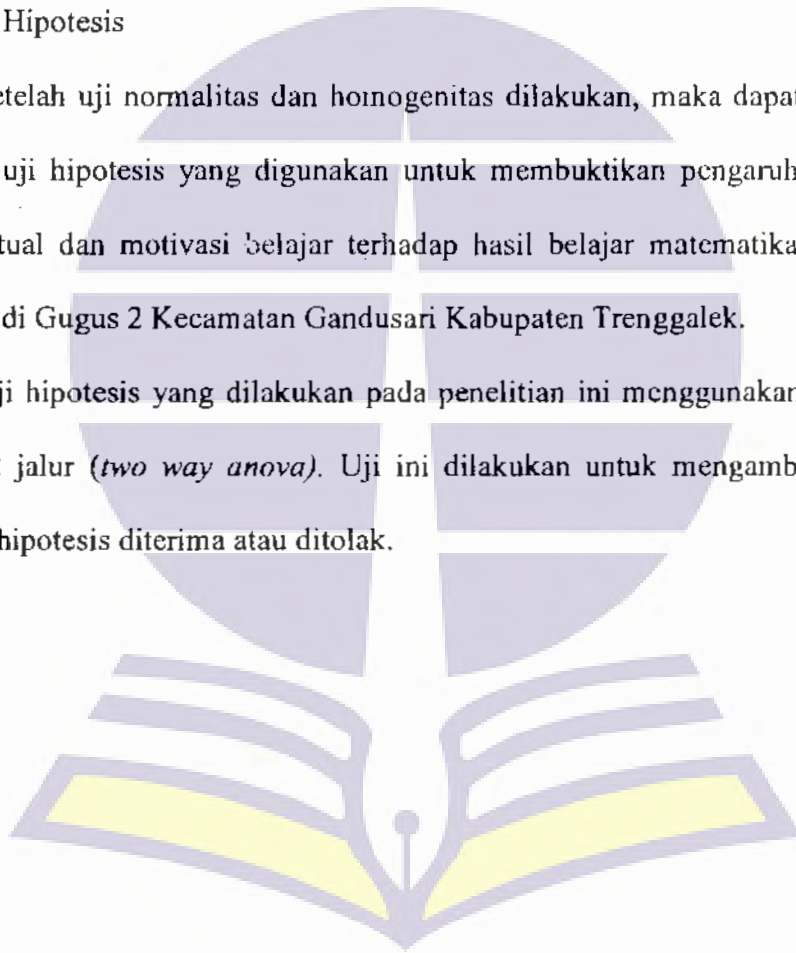 Hipotesis
etelah uji normalitas dan homogenitas dilakukan, maka dapat
uji hipotesis yang digunakan untuk membuktikan pengaruh
tual dan motivasi belajar terhadap hasil belajar matematika
di Gugus 2 Kecamatan Gandusari Kabupaten Trenggalek.
ji hipotesis yang dilakukan pada penelitian ini menggunakan
jalur (two way anova). Uji ini dilakukan untuk mengamb
hipotesis diterima atau ditolak.